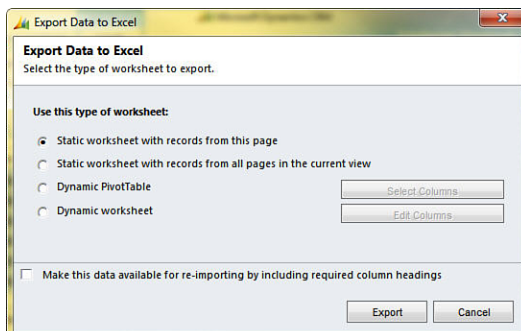 Export Data to Excel
Export Data to Excel
Select the type of worksheet to export.
Use this type of worksheet:
Static worksheet with records from this page
Static worksheet with records from all pages in the current view
Dynamic PivotTable
Select Columns
Dynamic worksheet
Edit Columns
Make this data available for re-importing by including required column headings
Export
Cancel